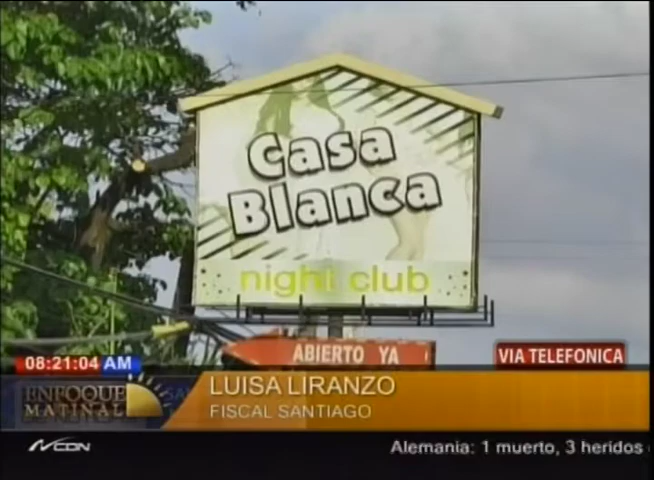 Casa
Blanca
night club
ABIERTO YA
08:21:04 AM
VIA TELEFONICA
ENFOQUE
MATINAL
LUISA LIRANZO
FISCAL SANTIAGO
CDN
Alemania: 1 muerto, 3 heridos